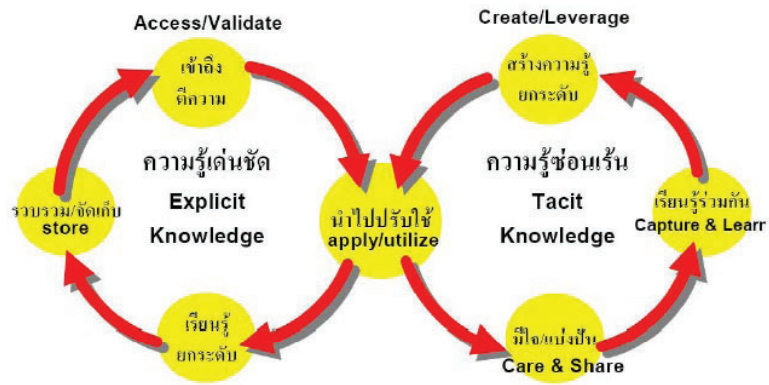 Access/Validate
เข้าถึง
ตีความ
Create/Leverage
สร้างความรู้
ยกระดับ
ความรู้เด่นชัด
Explicit
Knowledge
ความรู้ซ่อนเร้น
Tacit
Knowledge
รวบรวม/จัดเก็บ
store
นำไปปรับใช้
apply/utilize
เรียนรู้ร่วมกัน
Capture & Learn
เรียนรู้
ยกระดับ
มีใจ/แบ่งปัน
Care & Share